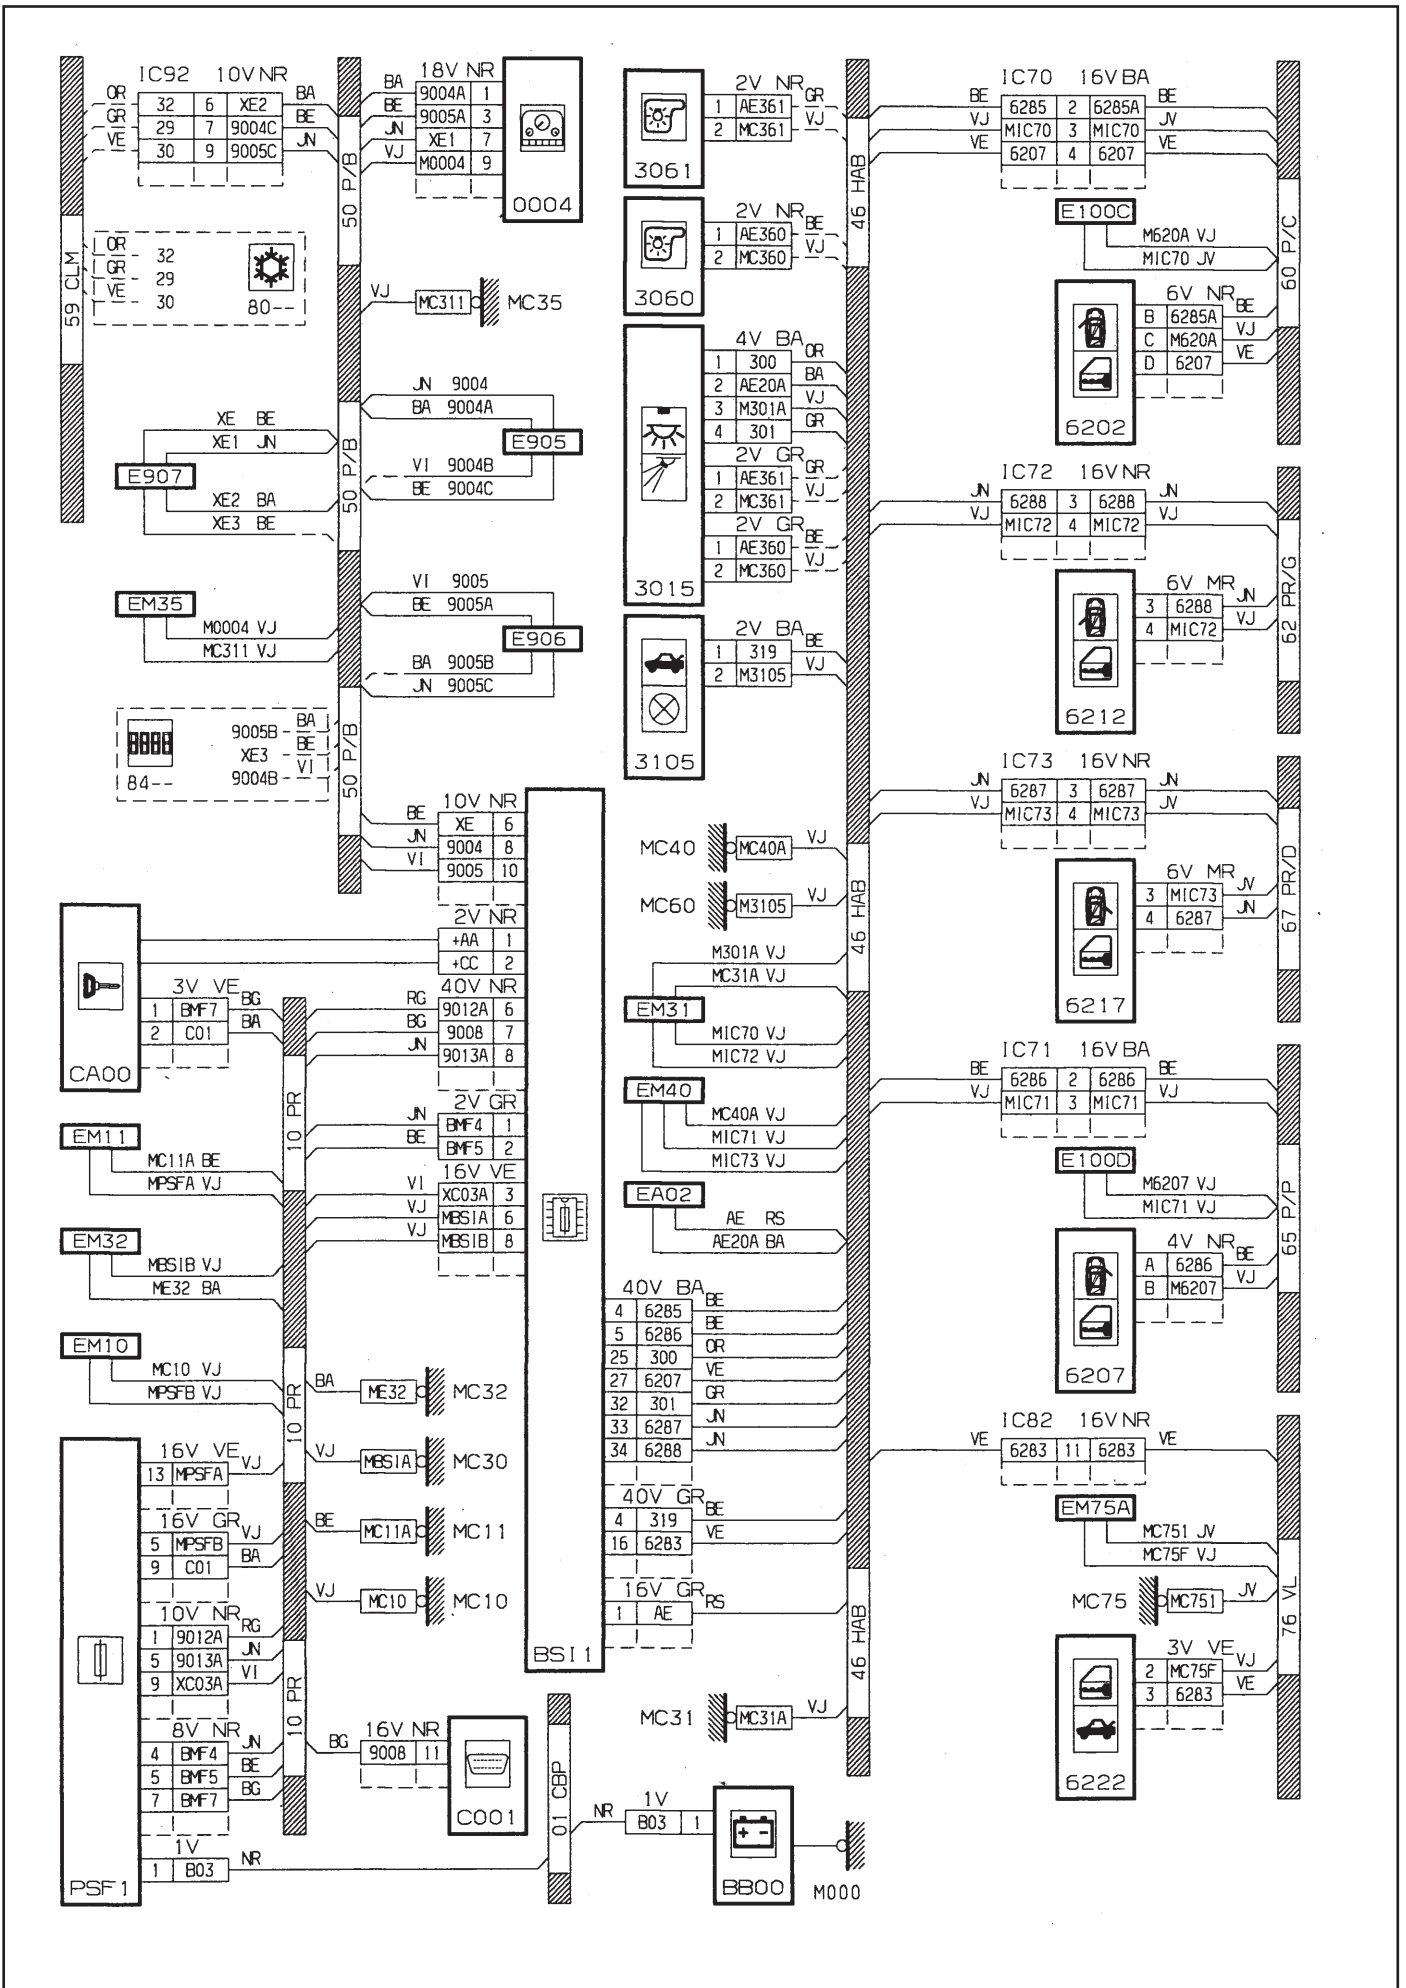 IC92 10V NR
OR 32 6 XE2 BA
GR 29 7 9004C BE
VE 30 9 9005C JN
59 CLM
OR 32
GR 29
VE 30
80--
50 P/B
18V NR
BA 9004A 1
BE 9005A 3
JN XE1 7
VJ M0004 9
0004
VJ MC311 MC35
XE BE
XE1 JN
E907
XE2 BA
XE3 BE
50 P/B
JN 9004
BA 9004A
E905
VI 9004B
BE 9004C
EM35
M0004 VJ
MC311 VJ
VI 9005
BE 9005A
E906
BA 9005B
JN 9005C
84--
9005B BA
XE3 BE
9004B VI
50 P/B
10V NR
BE XE 6
JN 9004 8
VI 9005 10
2V NR
+AA 1
+CC 2
40V NR
RG 9012A 6
BG 9008 7
JN 9013A 8
2V GR
JN BMF4 1
BE BMF5 2
16V VE
VI XC03A 3
VJ MBSIA 6
VJ MBSIB 8
BSI1
3V VE
1 BMF7 BG
2 C01 BA
CA00
10 PR
EM11
MC11A BE
MPSFA VJ
EM32
MBSIB VJ
ME32 BA
EM10
MC10 VJ
MPSFB VJ
10 PR
16V VE
13 MPSFA VJ
16V GR
5 MPSFB VJ
9 C01 BA
10V NR
1 9012A RG
5 9013A JN
9 XC03A VI
8V NR
4 BMF4 JN
5 BMF5 BE
7 BMF7 BG
1V
1 B03 NR
PSF1
10 PR
BA ME32 MC32
VJ MBSIA MC30
BE MC11A MC11
VJ MC10 MC10
16V NR
BG 9008 11
C001
01 CBP
1V
NR B03 1
BB00
M000
3061
2V NR
1 AE361 GR
2 MC361 VJ
3060
2V NR
1 AE360 BE
2 MC360 VJ
4V BA
1 300 OR
2 AE20A BA
3 M301A VJ
4 301 GR
2V GR
1 AE361 GR
2 MC361 VJ
2V GR
1 AE360 BE
2 MC360 VJ
3015
2V BA
1 319 BE
2 M3105 VJ
3105
46 HAB
MC40 MC40A VJ
MC60 M3105 VJ
46 HAB
M301A VJ
MC31A VJ
EM31
MIC70 VJ
MIC72 VJ
EM40
MC40A VJ
MIC71 VJ
MIC73 VJ
EA02
AE RS
AE20A BA
40V BA
4 6285 BE
5 6286 BE
25 300 OR
27 6207 VE
32 301 GR
33 6287 JN
34 6288 JN
40V GR
4 319 BE
16 6283 VE
16V GR
1 AE RS
46 HAB
MC31 MC31A VJ
IC70 16V BA
BE 6285 2 6285A BE
VJ MIC70 3 MIC70 JV
VE 6207 4 6207 VE
E100C
M620A VJ
MIC70 JV
60 P/C
6V NR
B 6285A BE
C M620A VJ
D 6207 VE
6202
IC72 16V NR
JN 6288 3 6288 JN
VJ MIC72 4 MIC72 VJ
6V MR
3 6288 JN
4 MIC72 VJ
6212
62 PR/G
IC73 16V NR
JN 6287 3 6287 JN
VJ MIC73 4 MIC73 JV
6V MR
3 MIC73 JV
4 6287 JN
6217
67 PR/D
IC71 16V BA
BE 6286 2 6286 BE
VJ MIC71 3 MIC71 VJ
E100D
M6207 VJ
MIC71 VJ
4V NR
A 6286 BE
B M6207 VJ
6207
65 P/P
IC82 16V NR
VE 6283 11 6283 VE
EM75A
MC751 JV
MC75F VJ
MC75 MC751 JV
76 VL
3V VE
2 MC75F VJ
3 6283 VE
6222